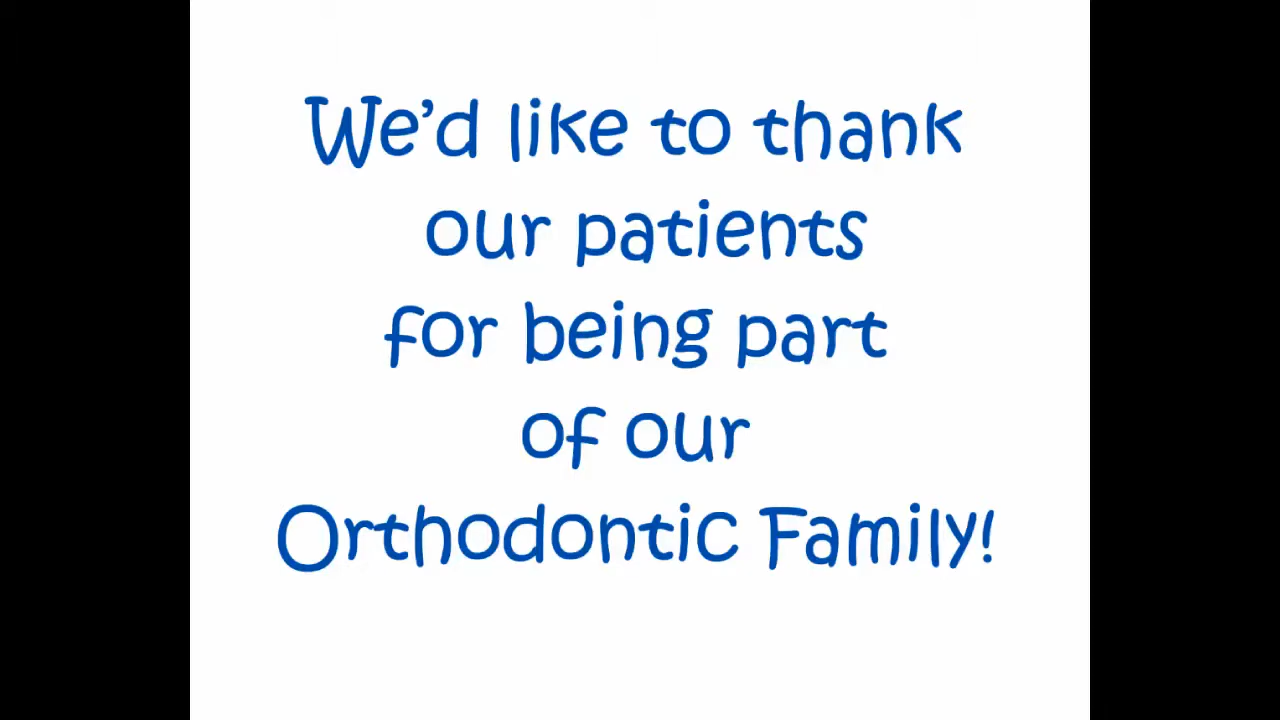 We’d like to thank
our patients
for being part
of our
Orthodontic Family!